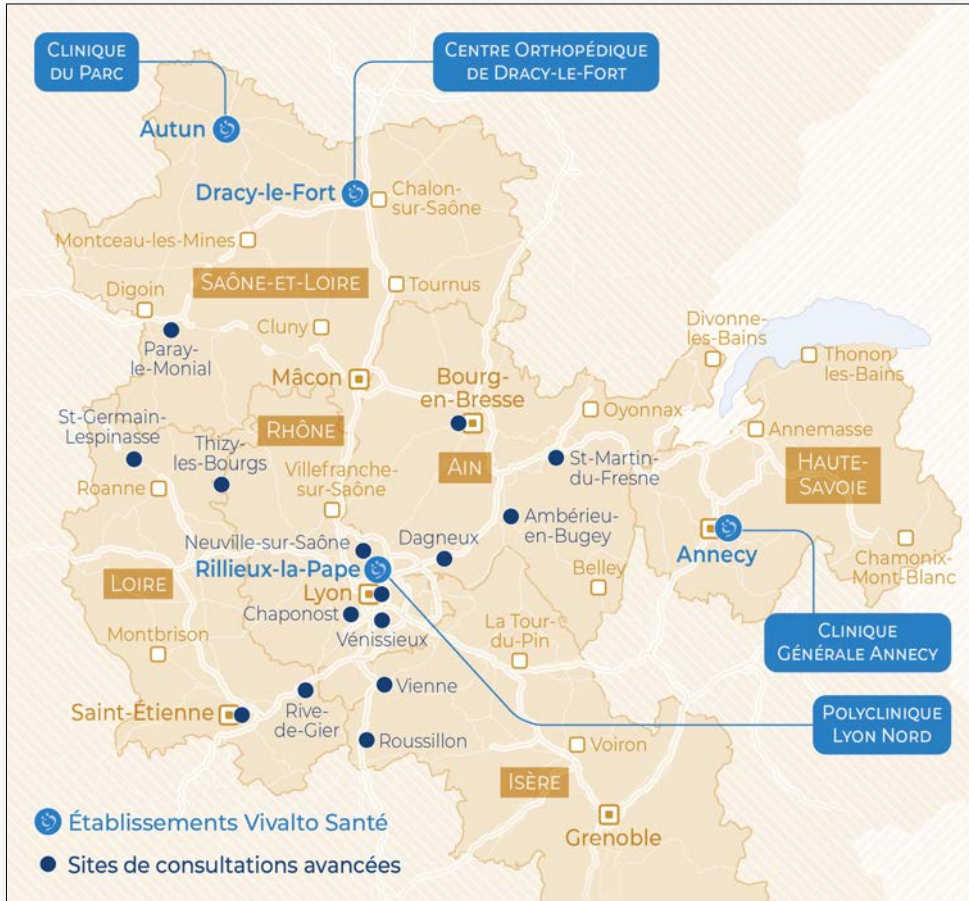 CLINIQUE
DU PARC
CENTRE ORTHOPÉDIQUE
DE DRACY-LE-FORT
Autun
Dracy-le-Fort
Chalon-
sur-Saône
Montceau-les-Mines
SAÔNE-ET-LOIRE
Tournus
Digoin
Cluny
Paray-
le-Monial
Divonne-
les-Bains
Thonon
les-Bains
Mâcon
Bourg-
en-Bresse
Oyonnax
Annemasse
St-Germain-
Lespinasse
Thizy-
les-Bourgs
RHÔNE
AIN
St-Martin-
du-Fresne
HAUTE-
SAVOIE
Roanne
Villefranche-
sur-Saône
Ambérieu-
en-Bugey
Annecy
Chamonix-
Mont-Blanc
Neuville-sur-Saône
Dagneux
Rillieux-la-Pape
Belley
LOIRE
Lyon
Chaponost
Vénissieux
La Tour-
du-Pin
Montbrison
CLINIQUE
GÉNÉRALE ANNECY
Vienne
Saint-Étienne
Rive-
de-Gier
POLYCLINIQUE
LYON NORD
Roussillon
Voiron
ISÈRE
Grenoble
Établissements Vivalto Santé
Sites de consultations avancées